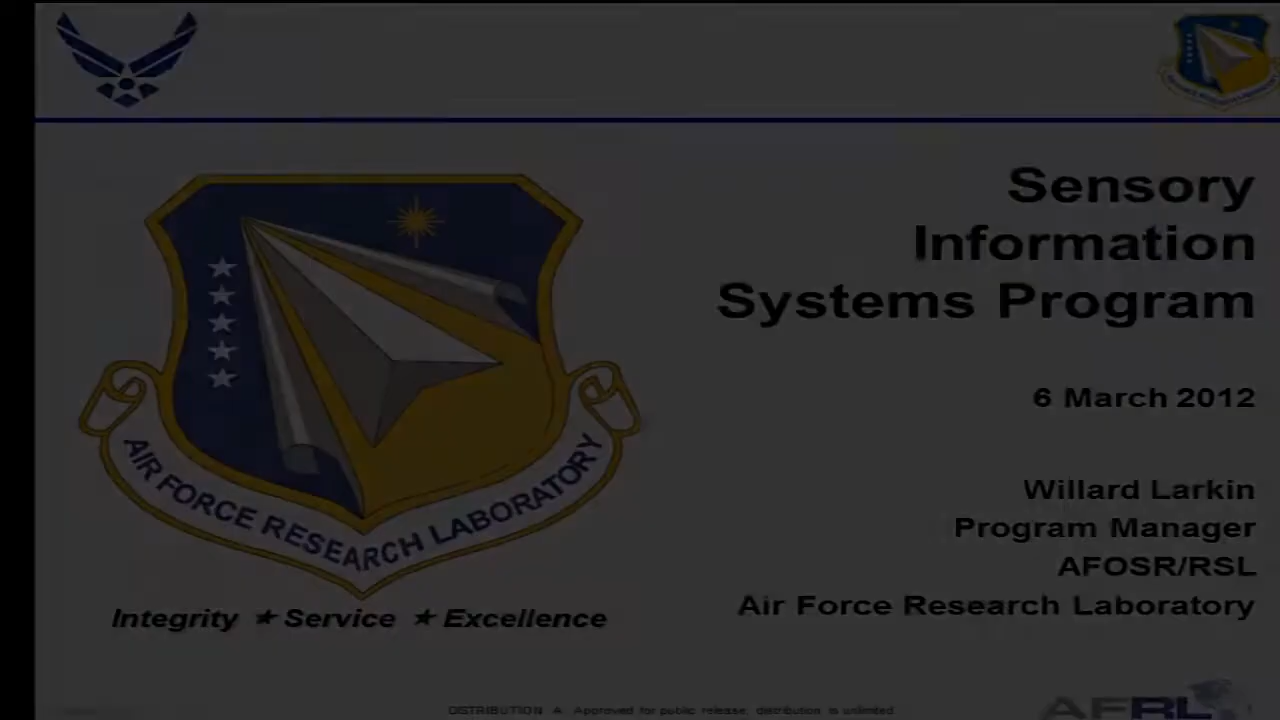 Sensory
Information
Systems Program
6 March 2012
Willard Larkin
Program Manager
AFOSR/RSL
Air Force Research Laboratory
AIR FORCE RESEARCH LABORATORY
Integrity ★ Service ★ Excellence
DISTRIBUTION A Approved for public release, distribution is unlimited
AFRL